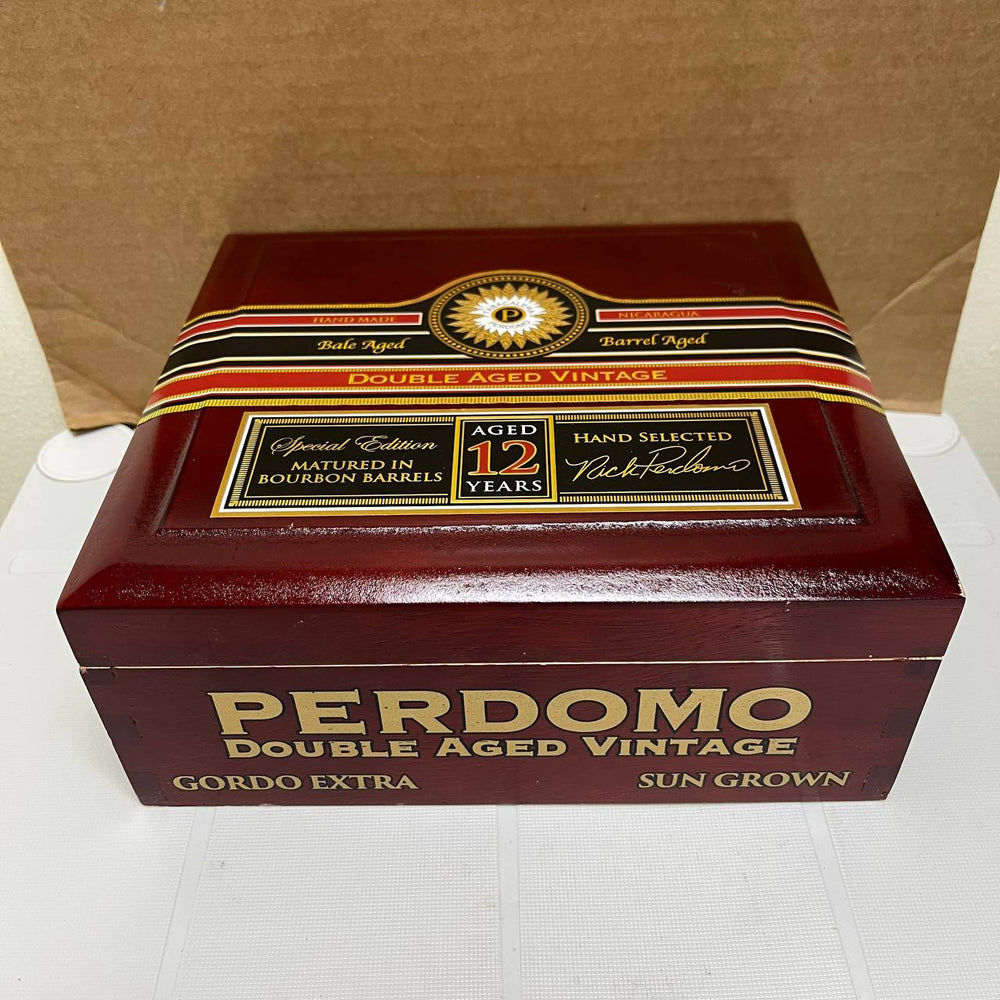 HAND MADE
NICARAGUA
P
PERDOMO
Bale Aged
Barrel Aged
DOUBLE AGED VINTAGE
Special Edition
MATURED IN
BOURBON BARRELS
AGED
12
YEARS
HAND SELECTED
Nick Perdomo
PERDOMO
DOUBLE AGED VINTAGE
GORDO EXTRA
SUN GROWN